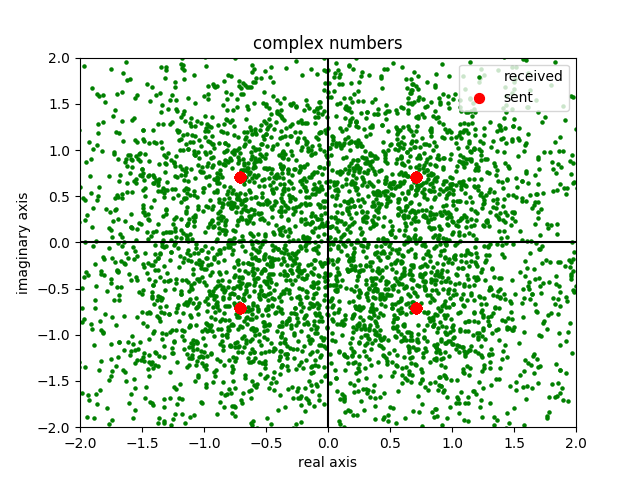 complex numbers
received
sent
2.0
1.5
1.0
0.5
0.0
−0.5
−1.0
−1.5
−2.0
imaginary axis
−2.0 −1.5 −1.0 −0.5 0.0 0.5 1.0 1.5 2.0
real axis